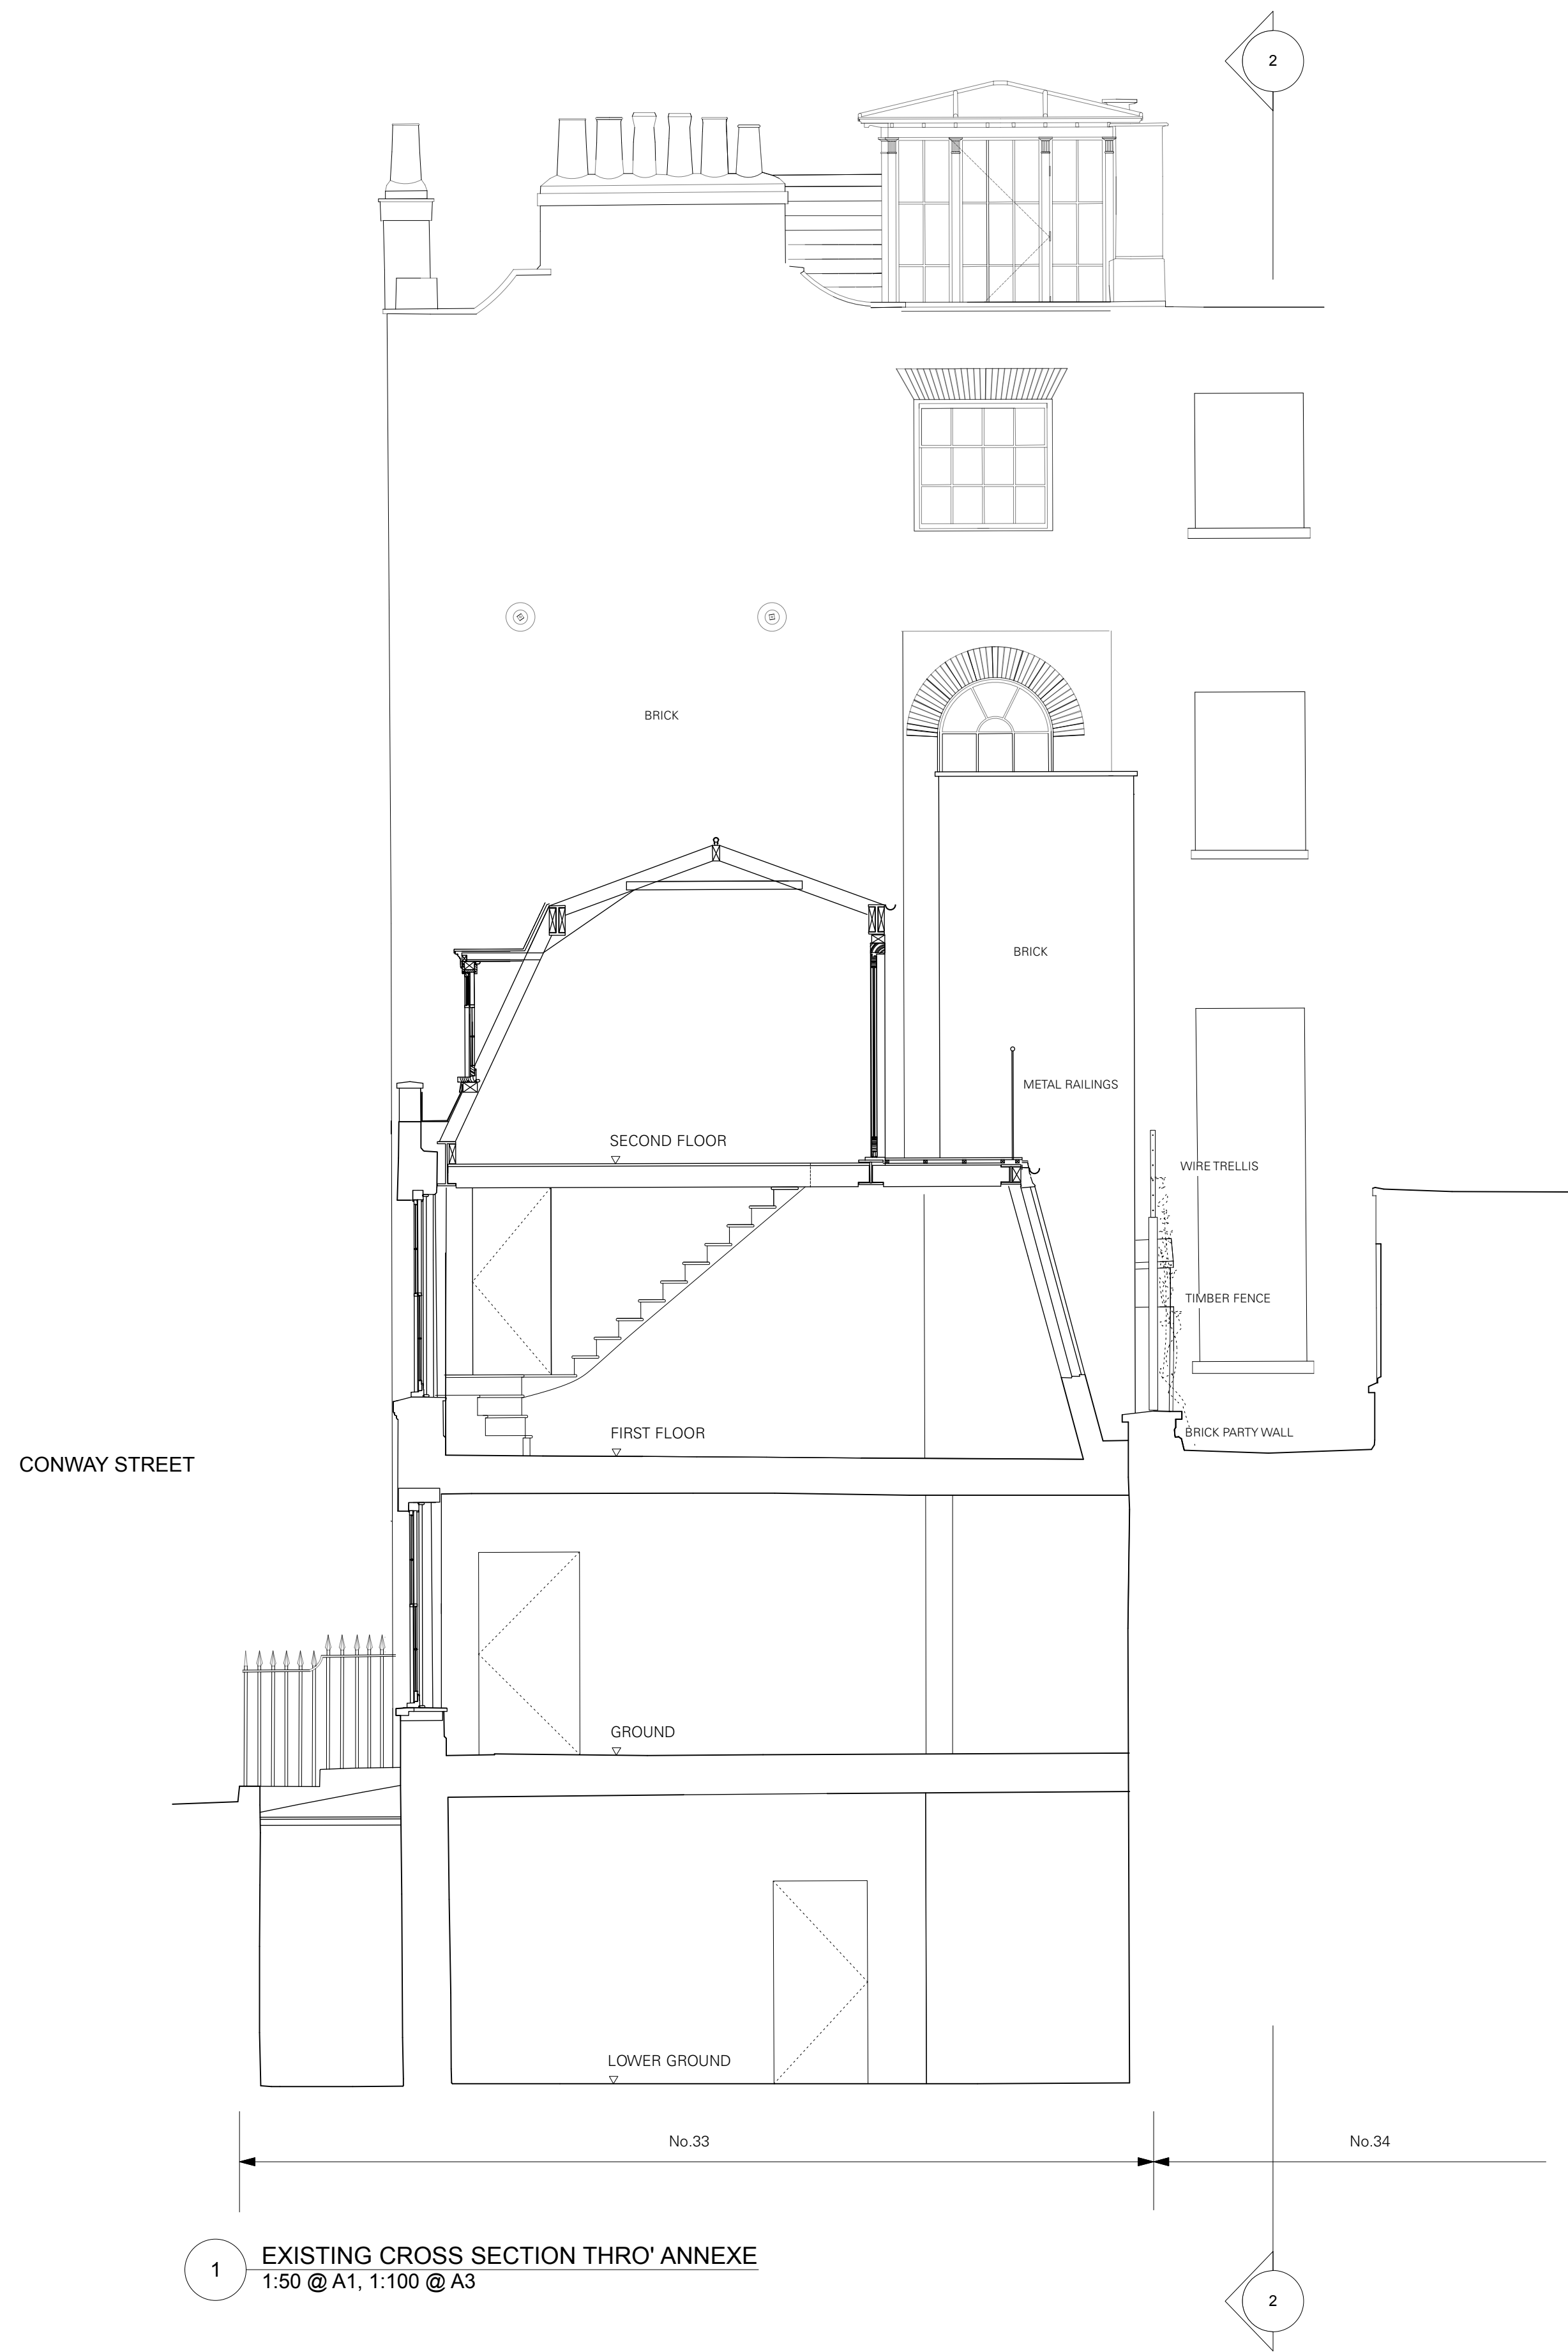 2
BRICK
BRICK
METAL RAILINGS
SECOND FLOOR
WIRE TRELLIS
TIMBER FENCE
FIRST FLOOR
BRICK PARTY WALL
CONWAY STREET
GROUND
LOWER GROUND
No.33
No.34
1
EXISTING CROSS SECTION THRO' ANNEXE
1:50 @ A1, 1:100 @ A3
2